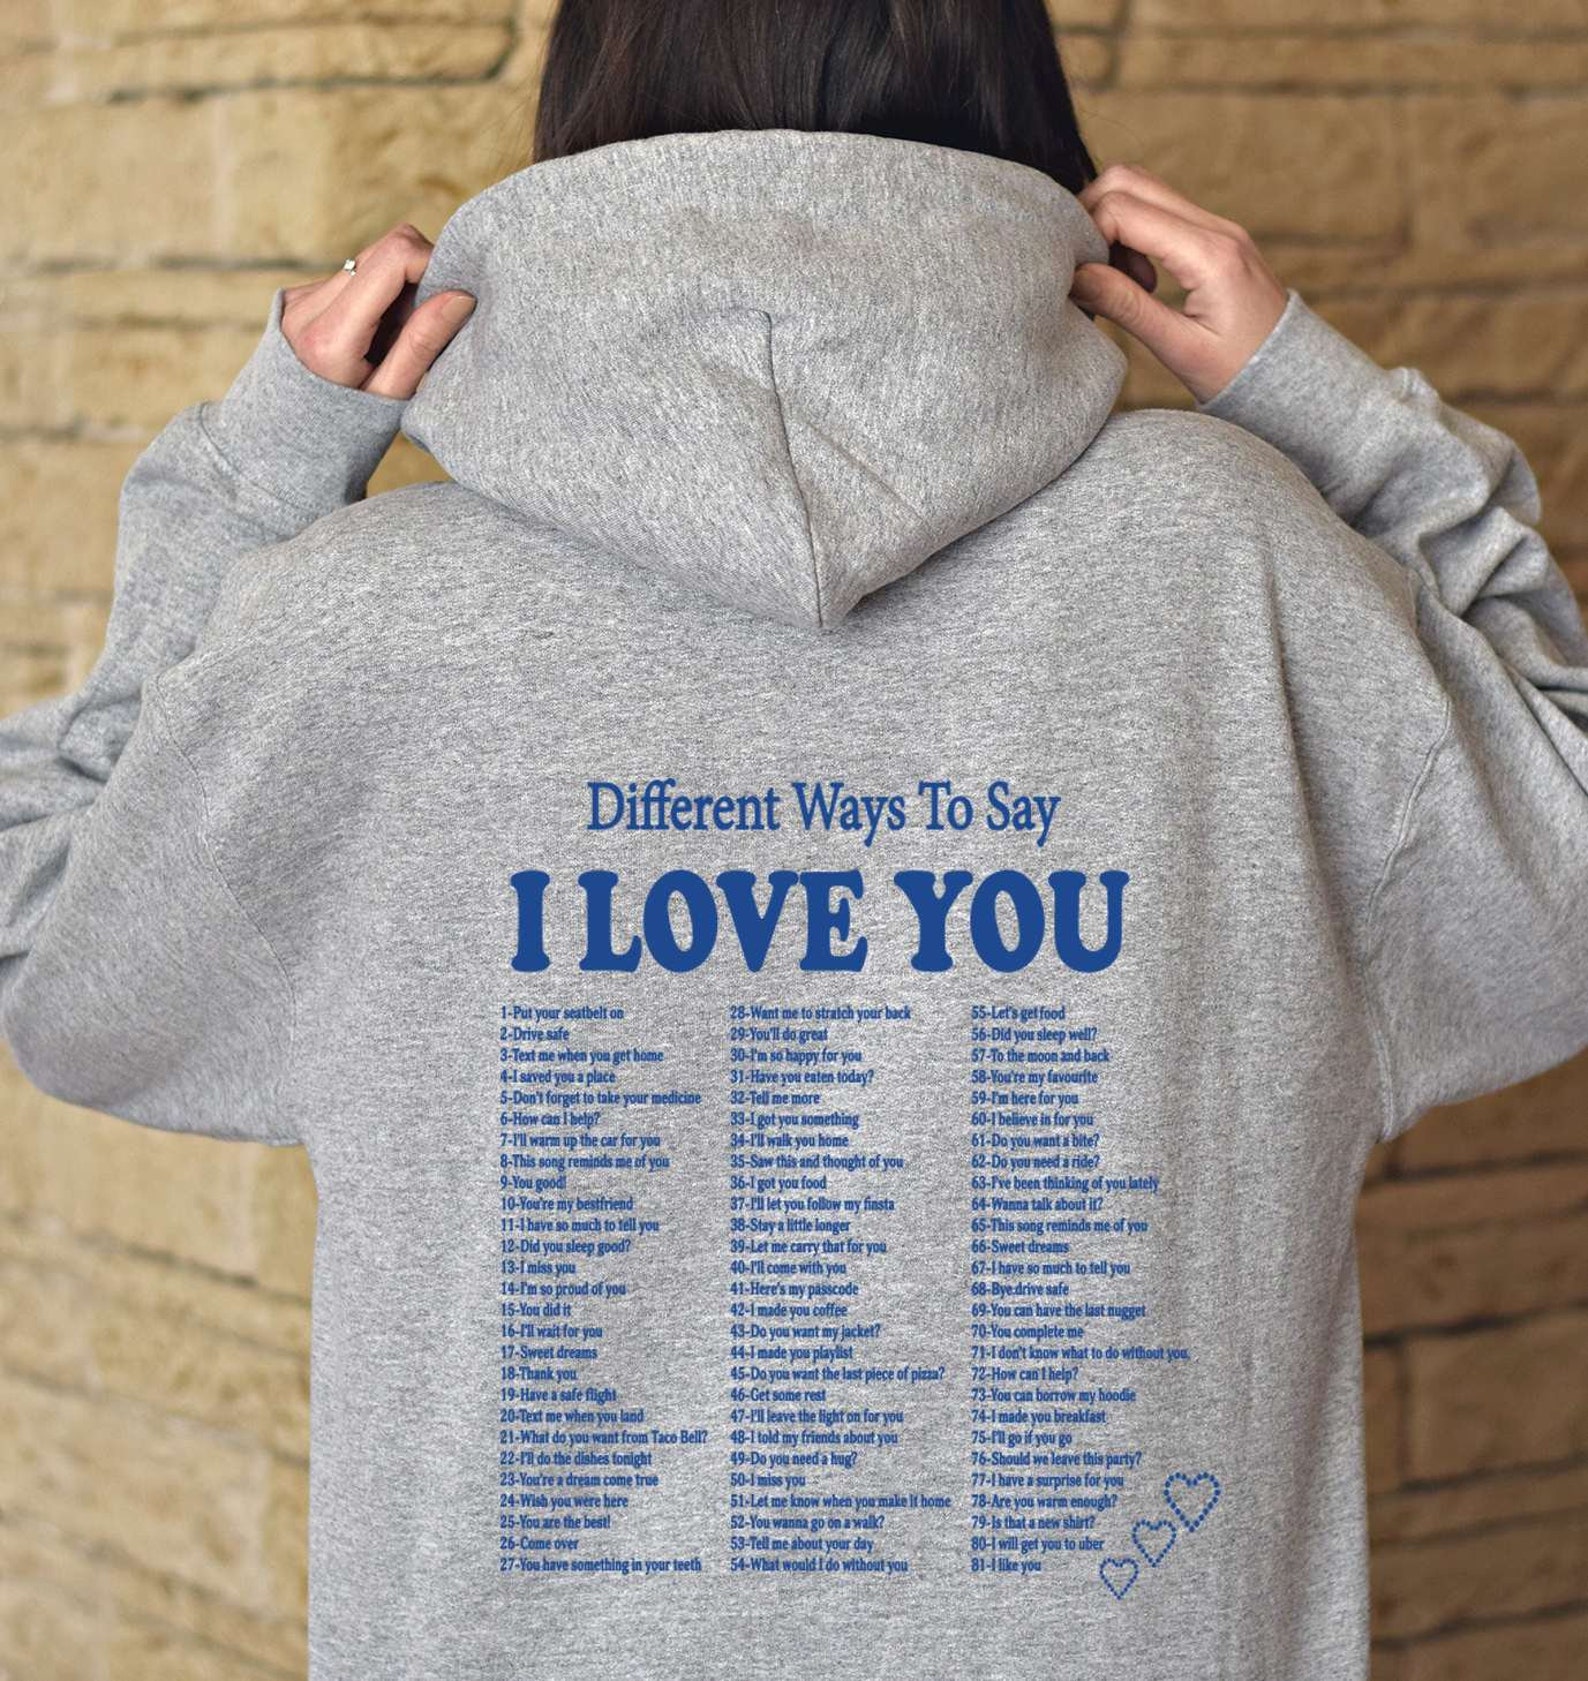 Different Ways To Say
I LOVE YOU
1-Put your seatbelt on
2-Drive safe
3-Text me when you get home
4-I saved you a place
5-Don't forget to take your medicine
6-How can I help?
7-I'll warm up the car for you
8-This song reminds me of you
9-You good!
10-You're my bestfriend
11-I have so much to tell you
12-Did you sleep good?
13-I miss you
14-I'm so proud of you
15-You did it
16-I'll wait for you
17-Sweet dreams
18-Thank you
19-Have a safe flight
20-Text me when you land
21-What do you want from Taco Bell?
22-I'll do the dishes tonight
23-You're a dream come true
24-Wish you were here
25-You are the best!
26-Come over
27-You have something in your teeth
28-Want me to stratch your back
29-You'll do great
30-I'm so happy for you
31-Have you eaten today?
32-Tell me more
33-I got you something
34-I'll walk you home
35-Saw this and thought of you
36-I got you food
37-I'll let you follow my finsta
38-Stay a little longer
39-Let me carry that for you
40-I'll come with you
41-Here's my passcode
42-I made you coffee
43-Do you want my jacket?
44-I made you playlist
45-Do you want the last piece of pizza?
46-Get some rest
47-I'll leave the light on for you
48-I told my friends about you
49-Do you need a hug?
50-I miss you
51-Let me know when you make it home
52-You wanna go on a walk?
53-Tell me about your day
54-What would I do without you
55-Let's get food
56-Did you sleep well?
57-To the moon and back
58-You're my favourite
59-I'm here for you
60-I believe in for you
61-Do you want a bite?
62-Do you need a ride?
63-I've been thinking of you lately
64-Wanna talk about it?
65-This song reminds me of you
66-Sweet dreams
67-I have so much to tell you
68-Bye.drive safe
69-You can have the last nugget
70-You complete me
71-I don't know what to do without you.
72-How can I help?
73-You can borrow my hoodie
74-I made you breakfast
75-I'll go if you go
76-Should we leave this party?
77-I have a surprise for you
78-Are you warm enough?
79-Is that a new shirt?
80-I will get you to uber
81-I like you